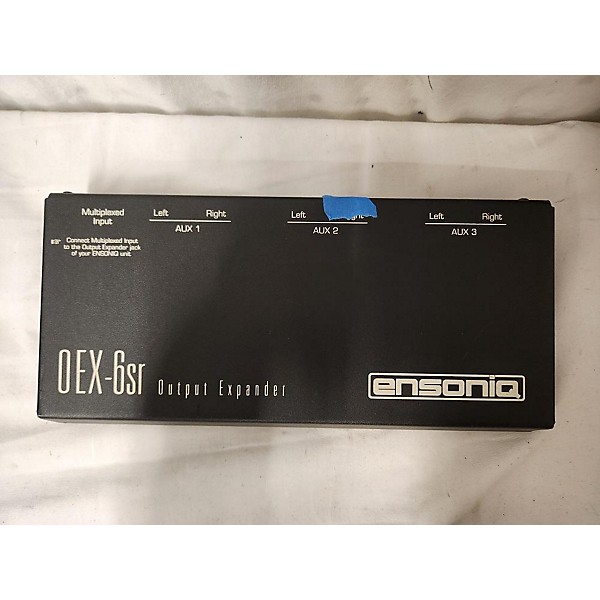 Multiplexed
Input
Left Right
AUX 1
Left Right
AUX 2
Left Right
AUX 3
☞ Connect Multiplexed Input
to the Output Expander jack
of your ENSONIQ unit
OEX-6sr Output Expander
ensoniq